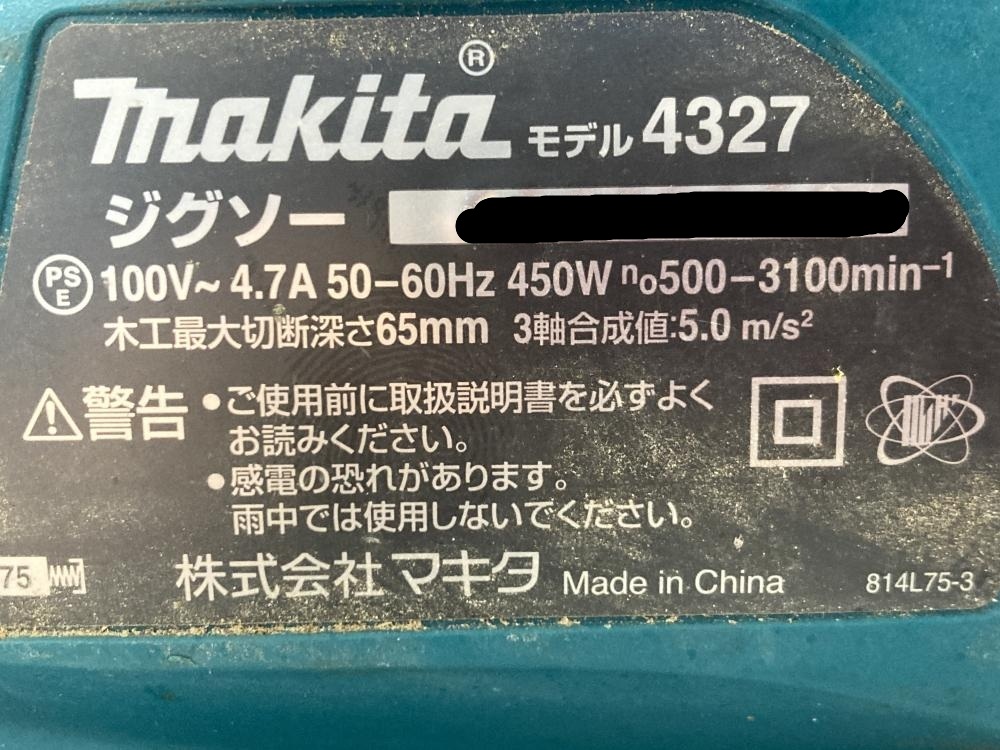 makita® モデル 4327
ジグソー
PSE 100V~ 4.7A 50–60Hz 450W n₀500–3100min⁻¹
木工最大切断深さ65mm 3軸合成値:5.0 m/s²
警告 •ご使用前に取扱説明書を必ずよく
お読みください。
•感電の恐れがあります。
雨中では使用しないでください。
75 株式会社マキタ Made in China 814L75-3